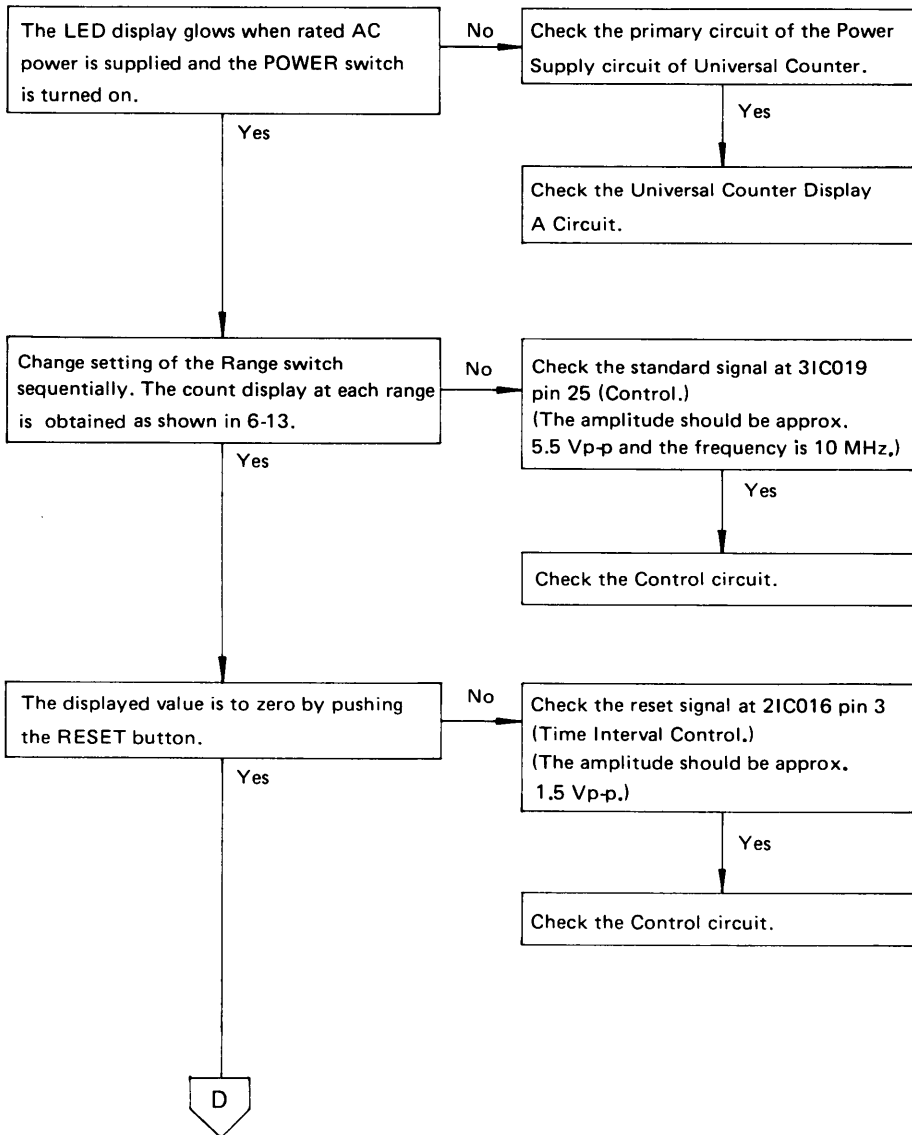 The LED display glows when rated AC
power is supplied and the POWER switch
is turned on.
No
Check the primary circuit of the Power
Supply circuit of Universal Counter.
Yes
Yes
Check the Universal Counter Display
A Circuit.
Change setting of the Range switch
sequentially. The count display at each range
is obtained as shown in 6-13.
No
Check the standard signal at 3IC019
pin 25 (Control.)
(The amplitude should be approx.
5.5 Vp-p and the frequency is 10 MHz.)
Yes
Yes
Check the Control circuit.
The displayed value is to zero by pushing
the RESET button.
No
Check the reset signal at 2IC016 pin 3
(Time Interval Control.)
(The amplitude should be approx.
1.5 Vp-p.)
Yes
Yes
Check the Control circuit.
D